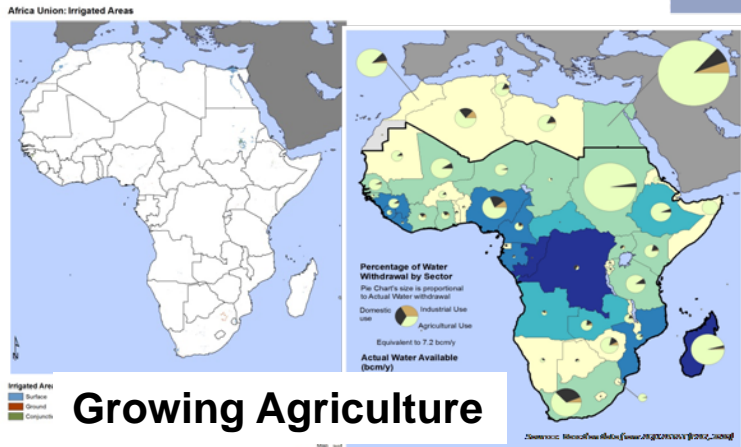 Africa Union: Irrigated Areas
Percentage of Water
Withdrawal by Sector
Pie Chart's size is proportional
to Actual Water withdrawal
Domestic
use
Industrial Use
Agricultural Use
Equivalent to 7.2 bcm/y
Actual Water Available
(bcm/y)
Irrigated
Surface
Ground
Growing Agriculture